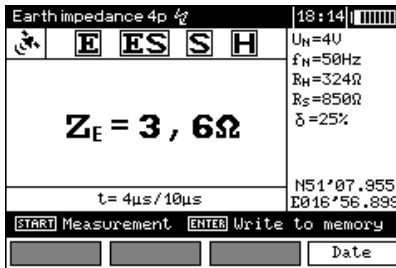 Earth impedance 4p 18:14
E ES S H
UN=4V
fN=50Hz
RH=324Ω
RS=850Ω
δ=25%
ZE = 3,6Ω
t= 4µs/10µs
N51°07.955
E016°56.899
START Measurement ENTER Write to memory
Date